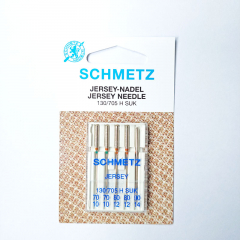 SCHMETZ
JERSEY-NADEL
JERSEY NEEDLE
130/705 H SUK
SCHMETZ
JERSEY
130/705 H SUK
70 70 80 80 90
10 10 12 12 14